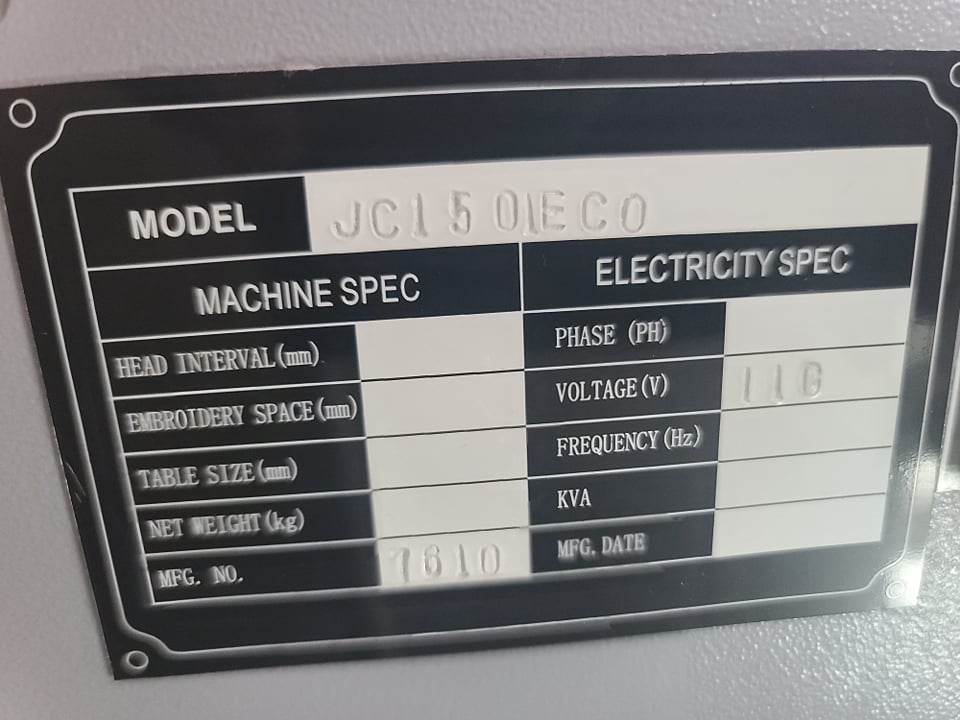 MODEL JC1501ECO
MACHINE SPEC ELECTRICITY SPEC
HEAD INTERVAL(mm) PHASE (PH)
EMBROIDERY SPACE(mm) VOLTAGE(V) 110
TABLE SIZE(mm) FREQUENCY(Hz)
NET WEIGHT(kg) KVA
MFG. NO. 7610 MFG. DATE